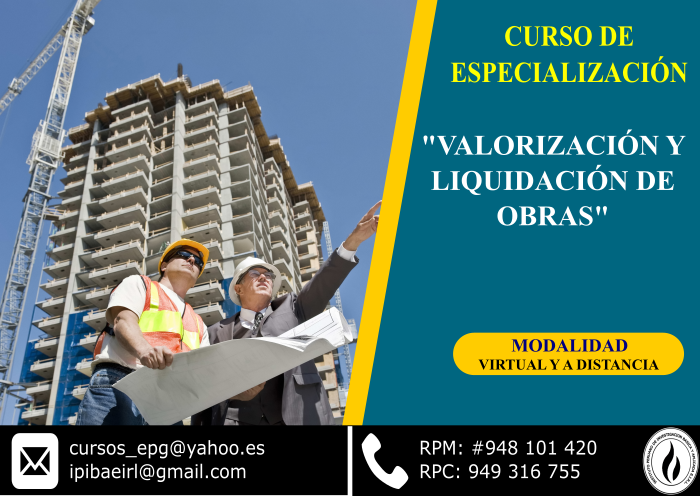 CURSO DE
ESPECIALIZACIÓN
"VALORIZACIÓN Y
LIQUIDACIÓN DE
OBRAS"
MODALIDAD
VIRTUAL Y A DISTANCIA
cursos_epg@yahoo.es
ipibaeirl@gmail.com
RPM: #948 101 420
RPC: 949 316 755